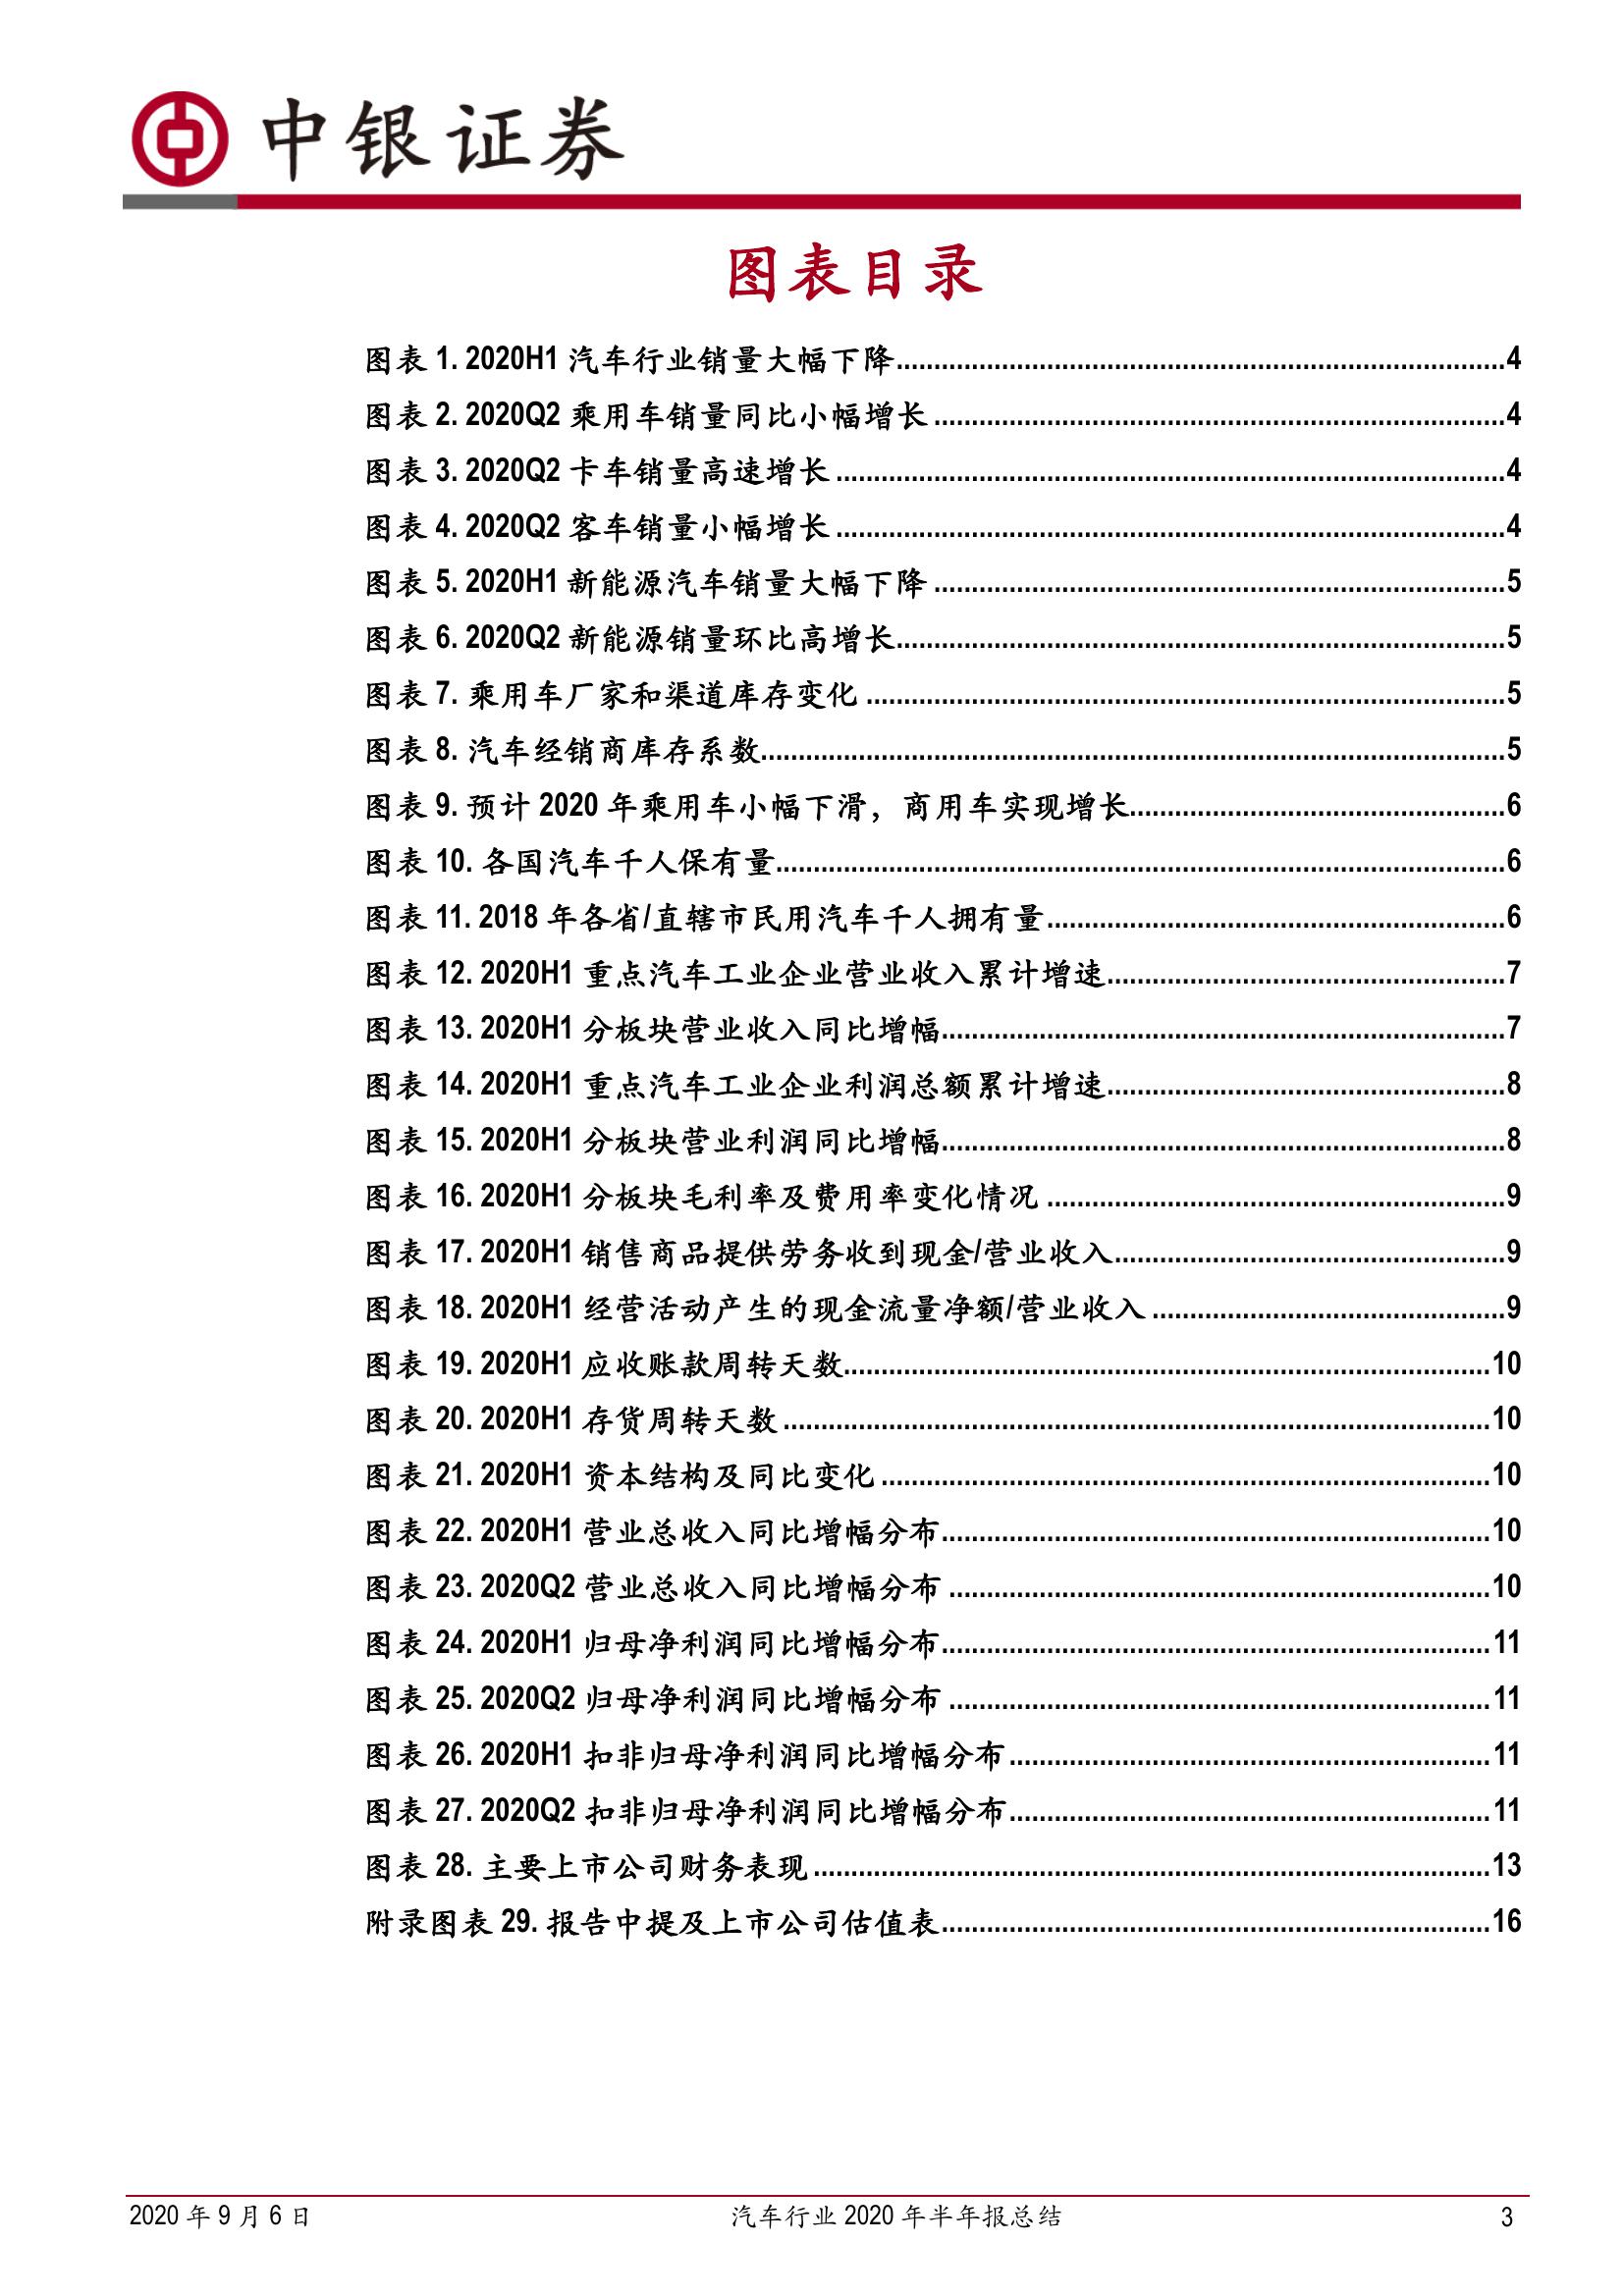 中银证券
图表目录
图表 1. 2020H1 汽车行业销量大幅下降................4
图表 2. 2020Q2 乘用车销量同比小幅增长................4
图表 3. 2020Q2 卡车销量高速增长................4
图表 4. 2020Q2 客车销量小幅增长................4
图表 5. 2020H1 新能源汽车销量大幅下降................5
图表 6. 2020Q2 新能源销量环比高增长................5
图表 7. 乘用车厂家和渠道库存变化................5
图表 8. 汽车经销商库存系数................5
图表 9. 预计 2020 年乘用车小幅下滑，商用车实现增长................6
图表 10. 各国汽车千人保有量................6
图表 11. 2018 年各省/直辖市民用汽车千人拥有量................6
图表 12. 2020H1 重点汽车工业企业营业收入累计增速................7
图表 13. 2020H1 分板块营业收入同比增幅................7
图表 14. 2020H1 重点汽车工业企业利润总额累计增速................8
图表 15. 2020H1 分板块营业利润同比增幅................8
图表 16. 2020H1 分板块毛利率及费用率变化情况................9
图表 17. 2020H1 销售商品提供劳务收到现金/营业收入................9
图表 18. 2020H1 经营活动产生的现金流量净额/营业收入................9
图表 19. 2020H1 应收账款周转天数................10
图表 20. 2020H1 存货周转天数................10
图表 21. 2020H1 资本结构及同比变化................10
图表 22. 2020H1 营业总收入同比增幅分布................10
图表 23. 2020Q2 营业总收入同比增幅分布................10
图表 24. 2020H1 归母净利润同比增幅分布................11
图表 25. 2020Q2 归母净利润同比增幅分布................11
图表 26. 2020H1 扣非归母净利润同比增幅分布................11
图表 27. 2020Q2 扣非归母净利润同比增幅分布................11
图表 28. 主要上市公司财务表现................13
附录图表 29. 报告中提及上市公司估值表................16
2020 年 9 月 6 日 汽车行业 2020 年半年报总结 3